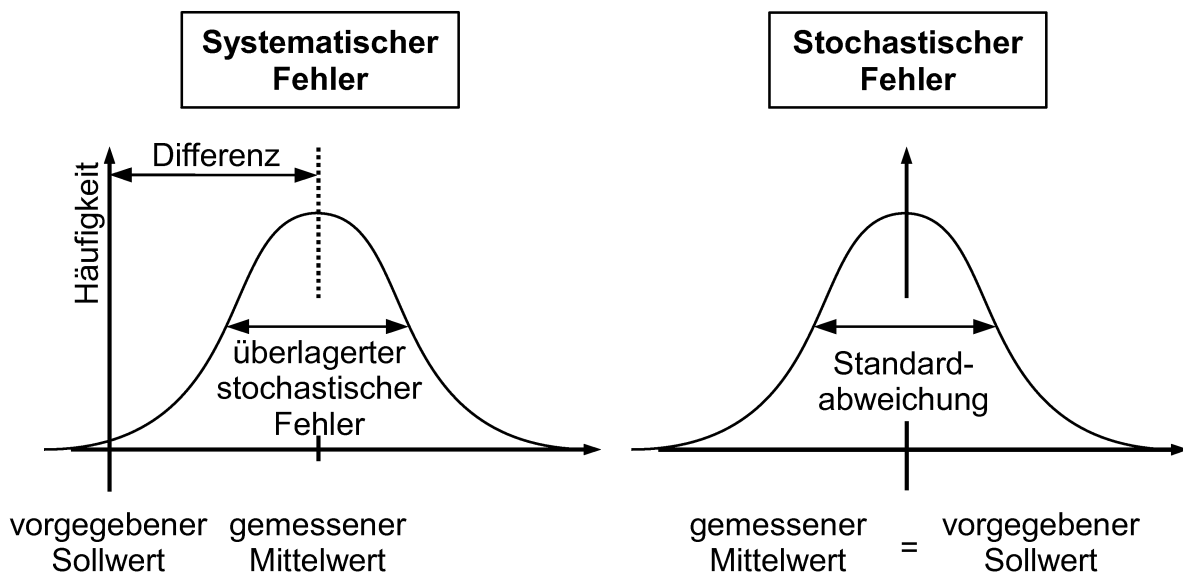 Systematischer
Fehler
Differenz
Häufigkeit
überlagerter
stochastischer
Fehler
vorgegebener
Sollwert
gemessener
Mittelwert
Stochastischer
Fehler
Standard-
abweichung
gemessener
Mittelwert
=
vorgegebener
Sollwert